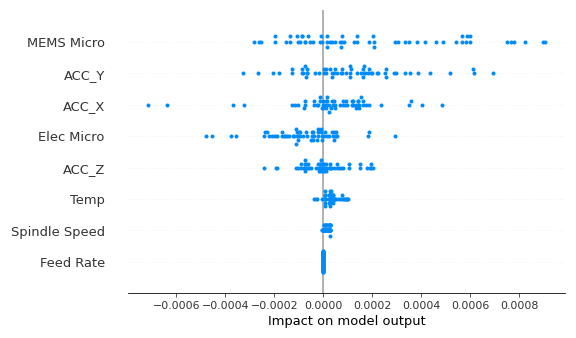 MEMS Micro
ACC_Y
ACC_X
Elec Micro
ACC_Z
Temp
Spindle Speed
Feed Rate
−0.0006 −0.0004 −0.0002 0.0000 0.0002 0.0004 0.0006 0.0008
Impact on model output